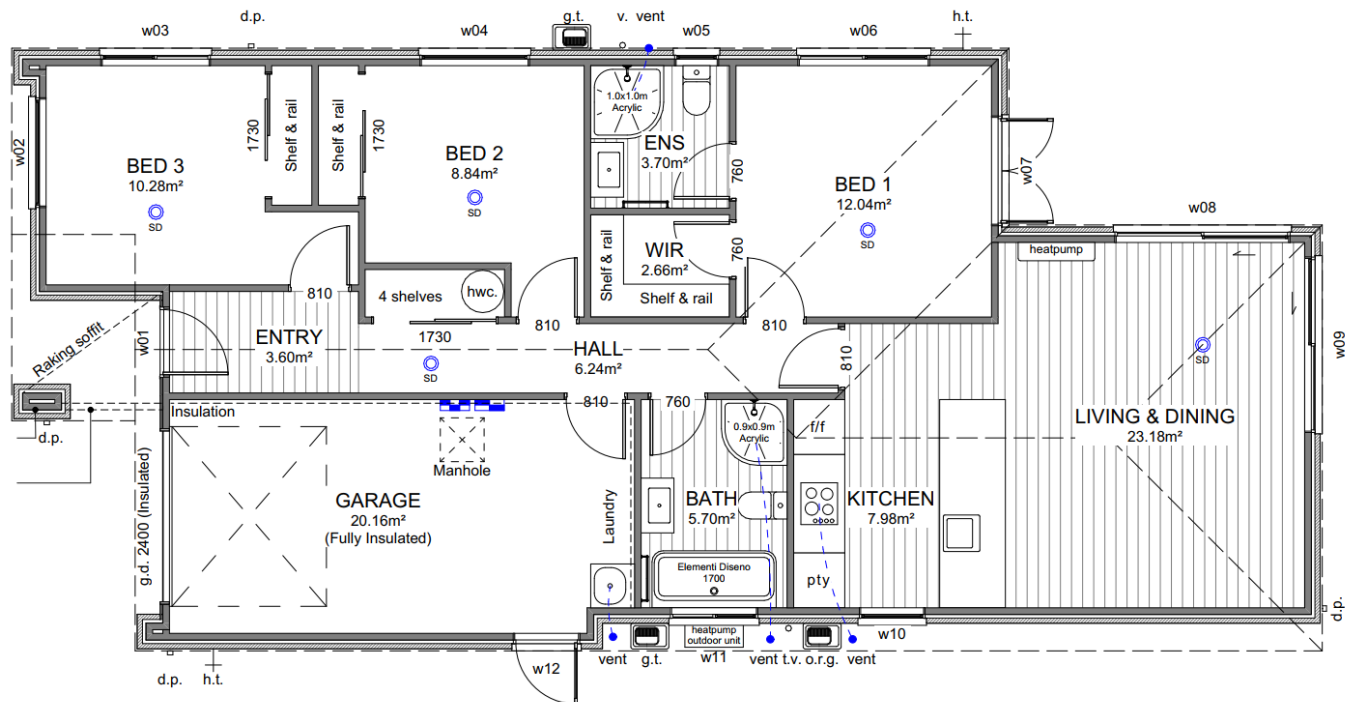 d.p.
g.t.
v.
vent
h.t.
w03
w04
w05
w06
w02
1730
Shelf & rail
Shelf & rail
1730
1.0x1.0m
Acrylic
ENS
3.70m²
760
BED 3
10.28m²
SD
BED 2
8.84m²
SD
BED 1
12.04m²
SD
w07
w08
heatpump
WIR
2.66m²
760
Shelf & rail
Shelf & rail
810
4 shelves
hwc.
1730
810
810
810
Raking soffit
w01
ENTRY
3.60m²
SD
HALL
6.24m²
SD
w09
d.p.
Insulation
810
760
0.9x0.9m
Acrylic
f/f
LIVING & DINING
23.18m²
Manhole
g.d. 2400 (Insulated)
GARAGE
20.16m²
(Fully Insulated)
Laundry
BATH
5.70m²
KITCHEN
7.98m²
Elementi Diseno
1700
pty
d.p.
heatpump
outdoor unit
w10
d.p.
h.t.
w12
vent
g.t.
w11
vent
t.v.
o.r.g.
vent